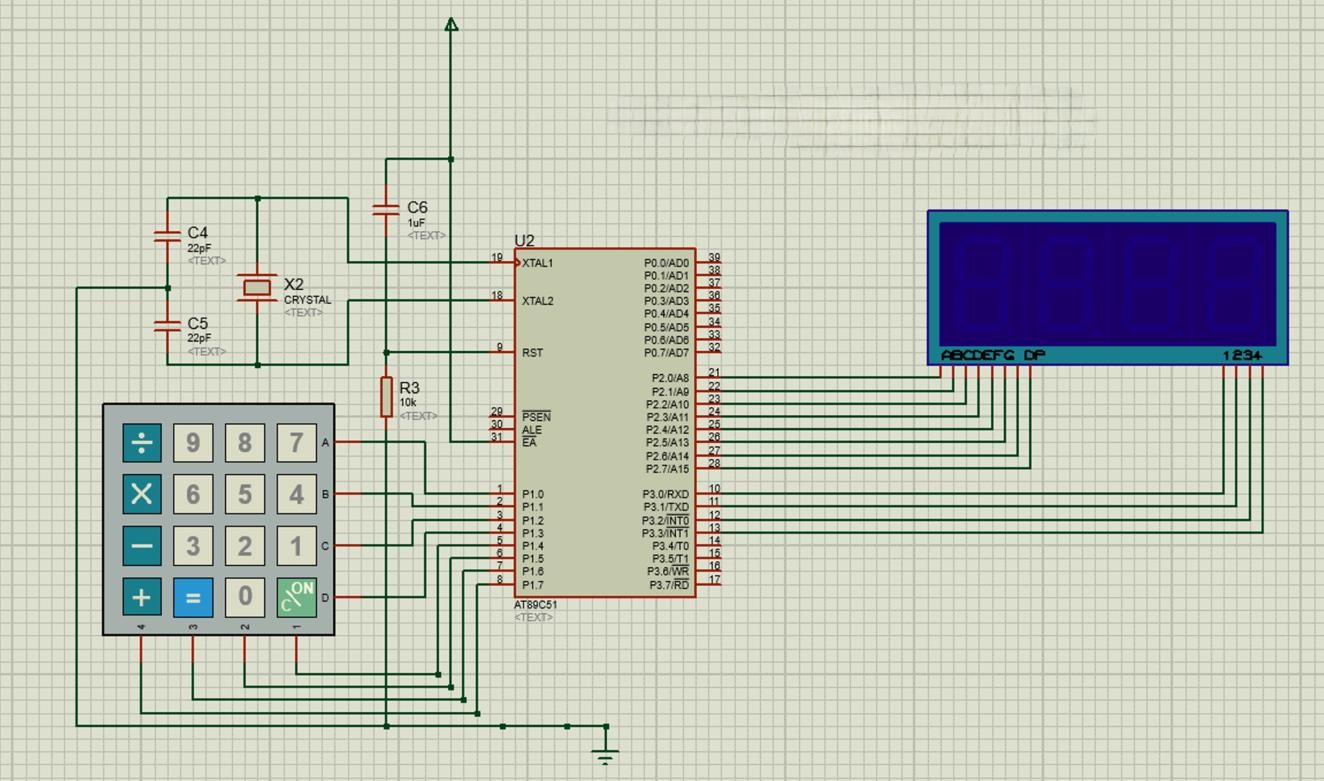 C6
1uF
<TEXT>
C4
22pF
<TEXT>
X2
CRYSTAL
<TEXT>
C5
22pF
<TEXT>
R3
10k
<TEXT>
U2
19 XTAL1
18 XTAL2
9 RST
29 PSEN
30 ALE
31 EA
1 P1.0
2 P1.1
3 P1.2
4 P1.3
5 P1.4
6 P1.5
7 P1.6
8 P1.7
P0.0/AD0 39
P0.1/AD1 38
P0.2/AD2 37
P0.3/AD3 36
P0.4/AD4 35
P0.5/AD5 34
P0.6/AD6 33
P0.7/AD7 32
P2.0/A8 21
P2.1/A9 22
P2.2/A10 23
P2.3/A11 24
P2.4/A12 25
P2.5/A13 26
P2.6/A14 27
P2.7/A15 28
P3.0/RXD 10
P3.1/TXD 11
P3.2/INT0 12
P3.3/INT1 13
P3.4/T0 14
P3.5/T1 15
P3.6/WR 16
P3.7/RD 17
AT89C51
<TEXT>
ABCDEFG DP 1234
÷ 9 8 7 A
× 6 5 4 B
− 3 2 1 C
+ = 0 ON/C D
4 3 2 1